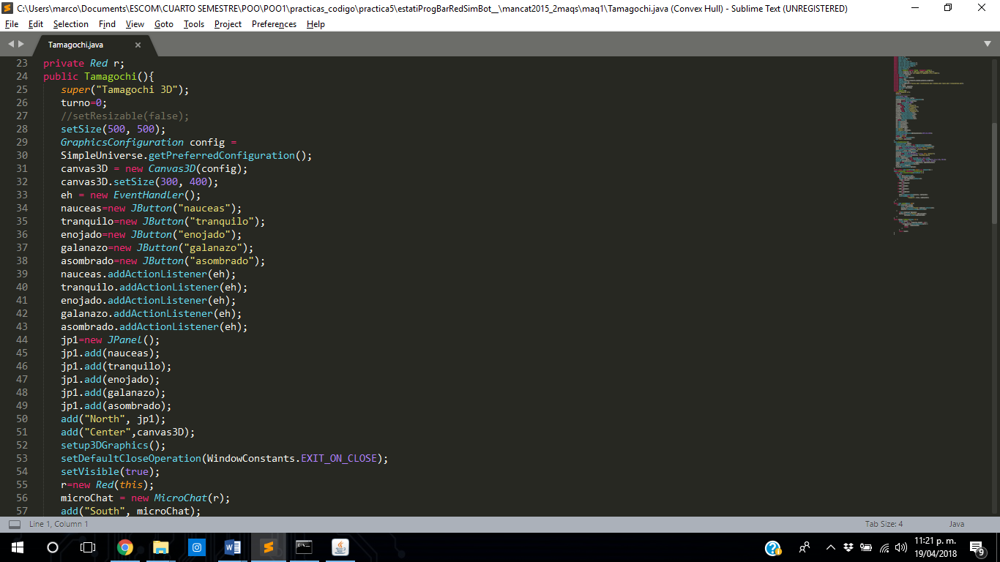 C:\Users\marco\Documents\ESCOM\CUARTO SEMESTRE\POO\POO1\practicas_codigo\practica5\estatiProgBarRedSimBot__\mancat2015_2maqs\maq1\Tamagochi.java (Convex Hull) - Sublime Text (UNREGISTERED)
File Edit Selection Find View Goto Tools Project Preferences Help
Tamagochi.java
23 private Red r;
24 public Tamagochi(){
25 super("Tamagochi 3D");
26 turno=0;
27 //setResizable(false);
28 setSize(500, 500);
29 GraphicsConfiguration config =
30 SimpleUniverse.getPreferredConfiguration();
31 canvas3D = new Canvas3D(config);
32 canvas3D.setSize(300, 400);
33 eh = new EventHandler();
34 nauceas=new JButton("nauceas");
35 tranquilo=new JButton("tranquilo");
36 enojado=new JButton("enojado");
37 galanazo=new JButton("galanazo");
38 asombrado=new JButton("asombrado");
39 nauceas.addActionListener(eh);
40 tranquilo.addActionListener(eh);
41 enojado.addActionListener(eh);
42 galanazo.addActionListener(eh);
43 asombrado.addActionListener(eh);
44 jp1=new JPanel();
45 jp1.add(nauceas);
46 jp1.add(tranquilo);
47 jp1.add(enojado);
48 jp1.add(galanazo);
49 jp1.add(asombrado);
50 add("North", jp1);
51 add("Center",canvas3D);
52 setup3DGraphics();
53 setDefaultCloseOperation(WindowConstants.EXIT_ON_CLOSE);
54 setVisible(true);
55 r=new Red(this);
56 microChat = new MicroChat(r);
57 add("South", microChat);
Line 1, Column 1 Tab Size: 4 Java
11:21 p. m.
19/04/2018
9